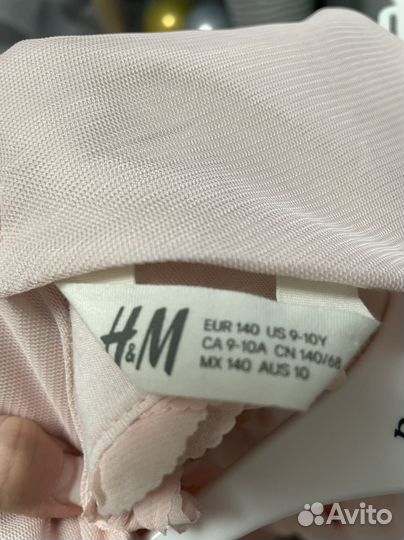 H&M
EUR 140 US 9-10Y
CA 9-10A CN 140/68
MX 140 AUS 10
Avito